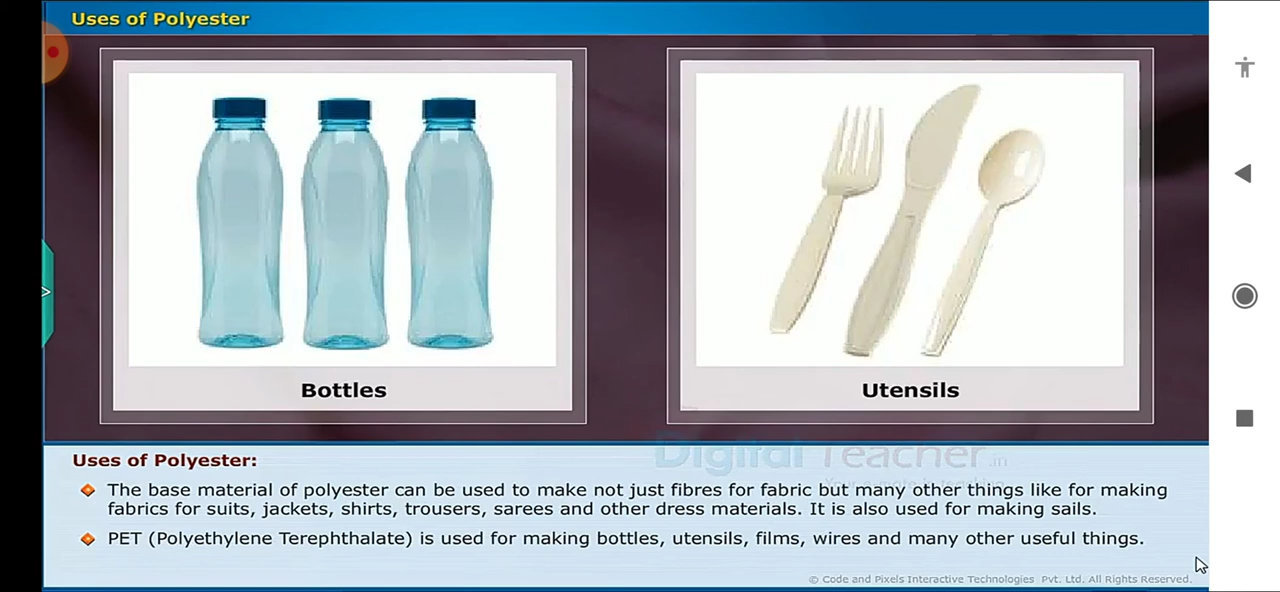 Uses of Polyester
Bottles
Utensils
Digital Teacher.in
Uses of Polyester:
The base material of polyester can be used to make not just fibres for fabric but many other things like for making
fabrics for suits, jackets, shirts, trousers, sarees and other dress materials. It is also used for making sails.
PET (Polyethylene Terephthalate) is used for making bottles, utensils, films, wires and many other useful things.
© Code and Pixels Interactive Technologies Pvt. Ltd. All Rights Reserved.